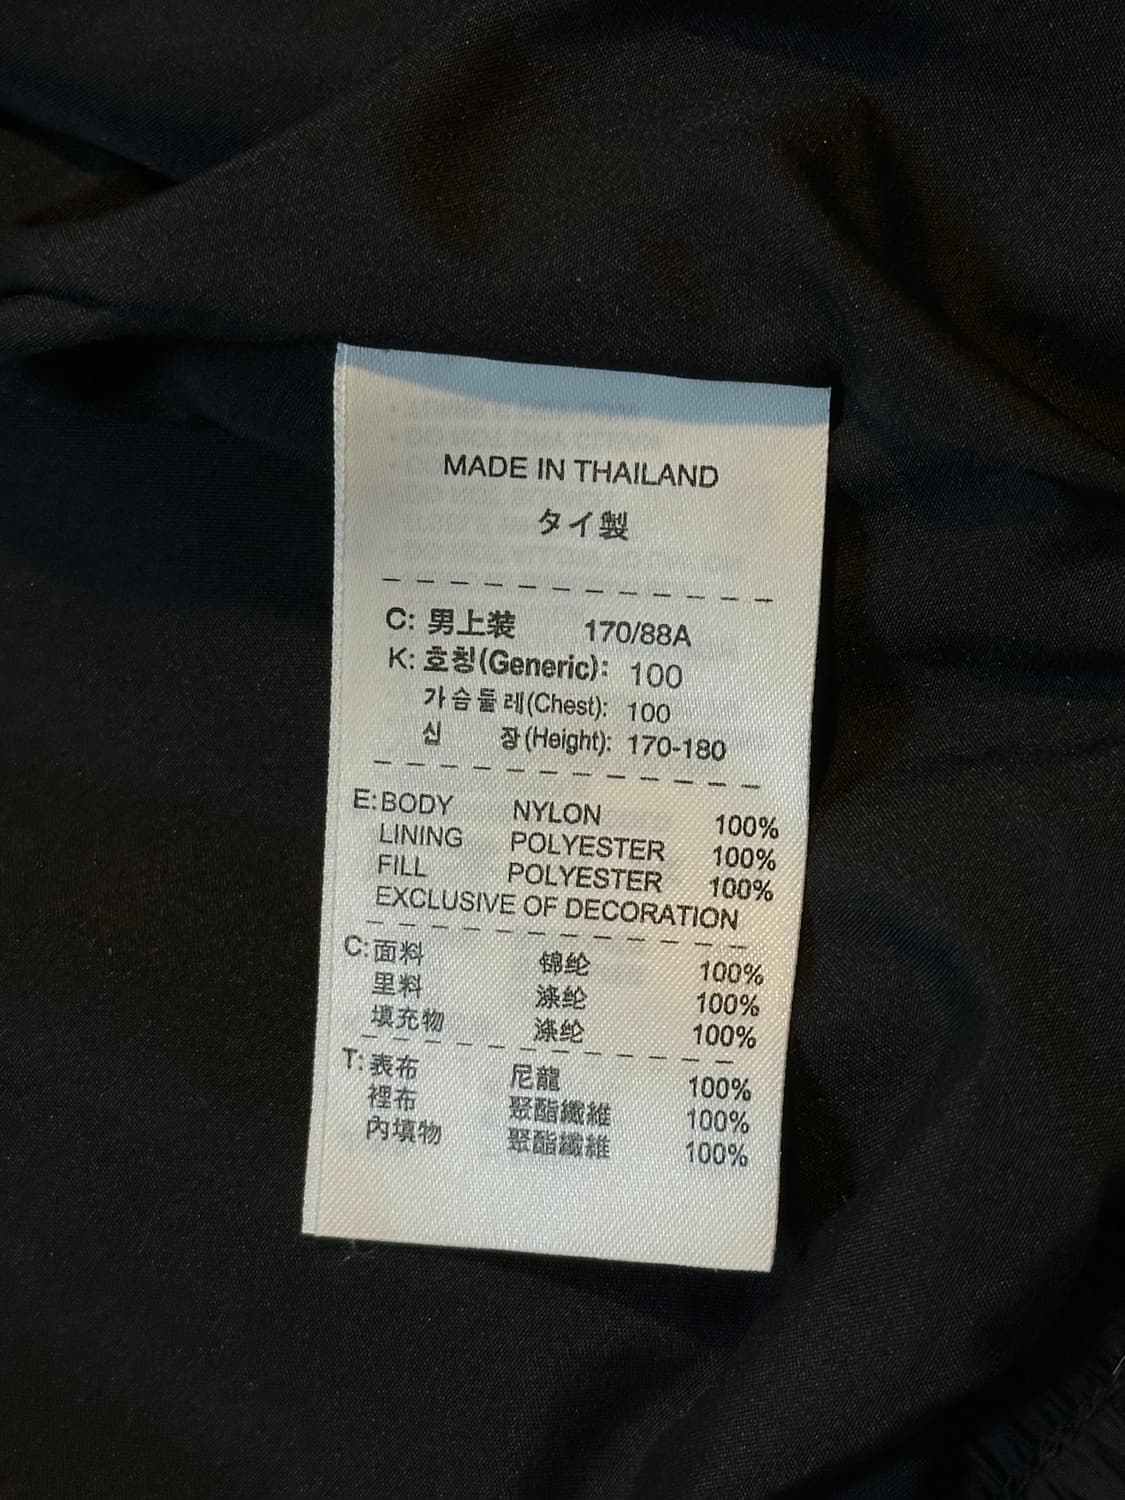 MADE IN THAILAND
タイ製
C: 男上装 170/88A
K: 호칭(Generic): 100
가슴둘레(Chest): 100
신 장(Height): 170-180
E:BODY NYLON 100%
LINING POLYESTER 100%
FILL POLYESTER 100%
EXCLUSIVE OF DECORATION
C:面料 锦纶 100%
里料 涤纶 100%
填充物 涤纶 100%
T:表布 尼龍 100%
裡布 聚酯纖維 100%
內填物 聚酯纖維 100%